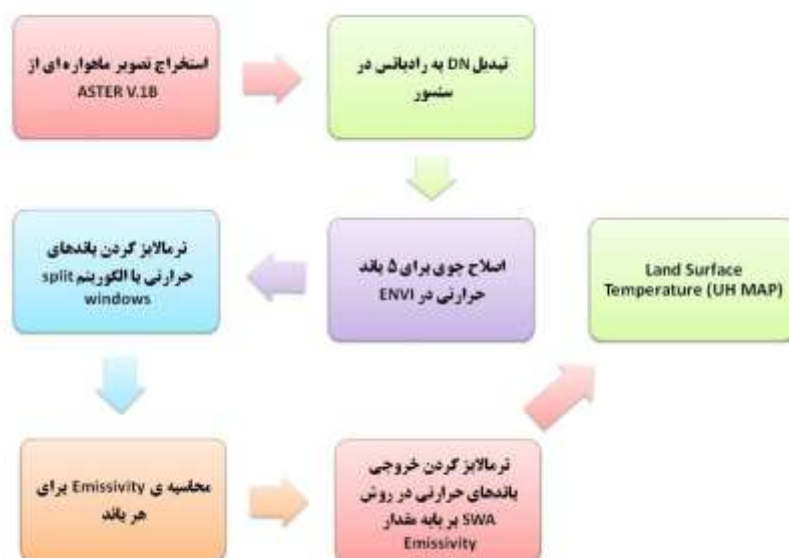 استخراج تصویر ماهواره ای از
ASTER V.1B
تبدیل DN به رادیانس در
سنسور
اصلاح جوی برای ۵ باند
حرارتی در ENVI
نرمالایز کردن باندهای
حرارتی با الگوریتم split
windows
محاسبه ی Emissivity برای
هر باند
نرمالایز کردن خروجی
باندهای حرارتی در روش
SWA بر پایه مقدار
Emissivity
Land Surface
Temperature (UH MAP)